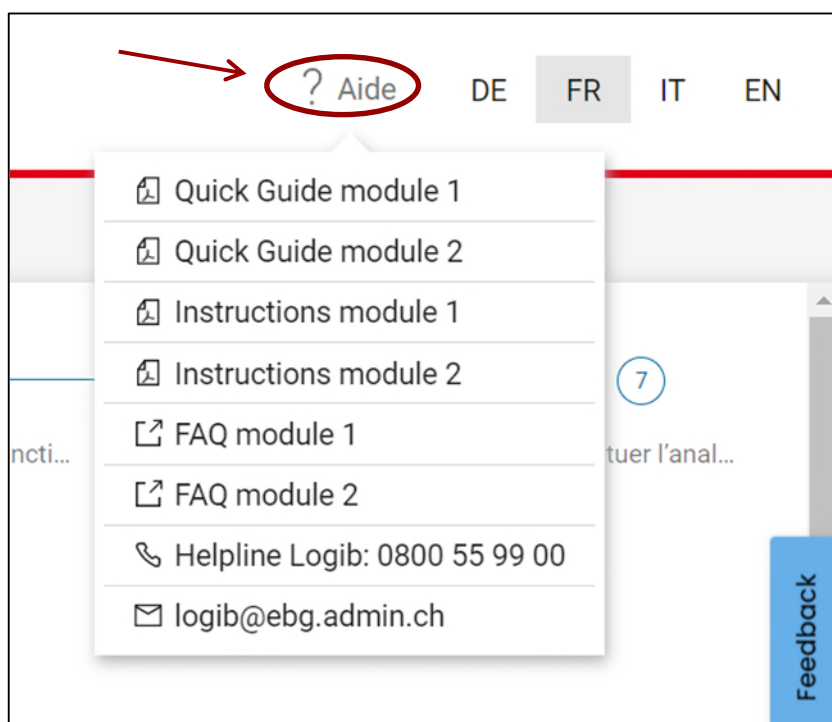 ? Aide DE FR IT EN
Quick Guide module 1
Quick Guide module 2
Instructions module 1
Instructions module 2
7
FAQ module 1
ncti... tuer l'anal...
FAQ module 2
Helpline Logib: 0800 55 99 00
logib@ebg.admin.ch
Feedback